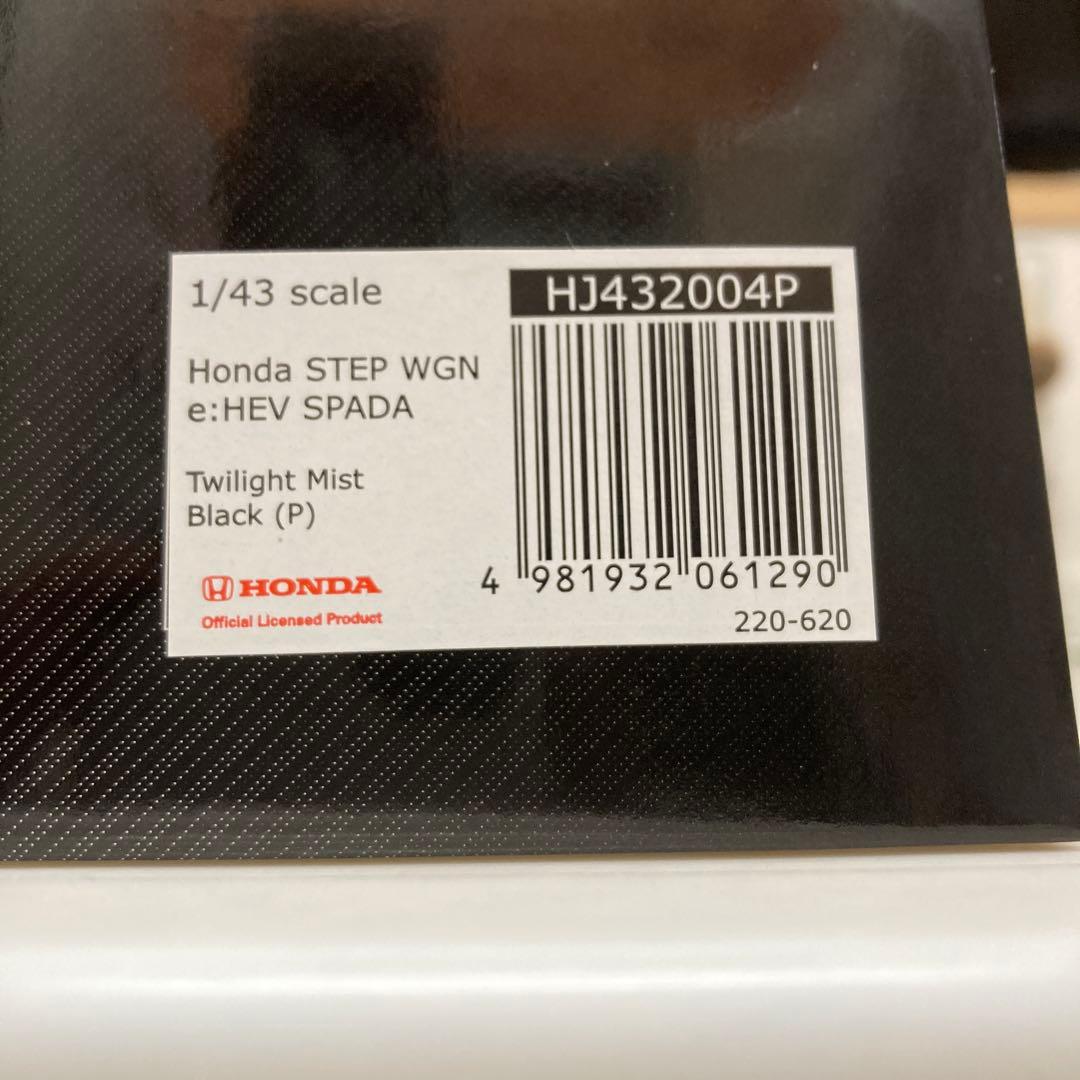 1/43 scale
HJ432004P
Honda STEP WGN
e:HEV SPADA
Twilight Mist
Black (P)
HONDA
Official Licensed Product
4 981932 061290
220-620